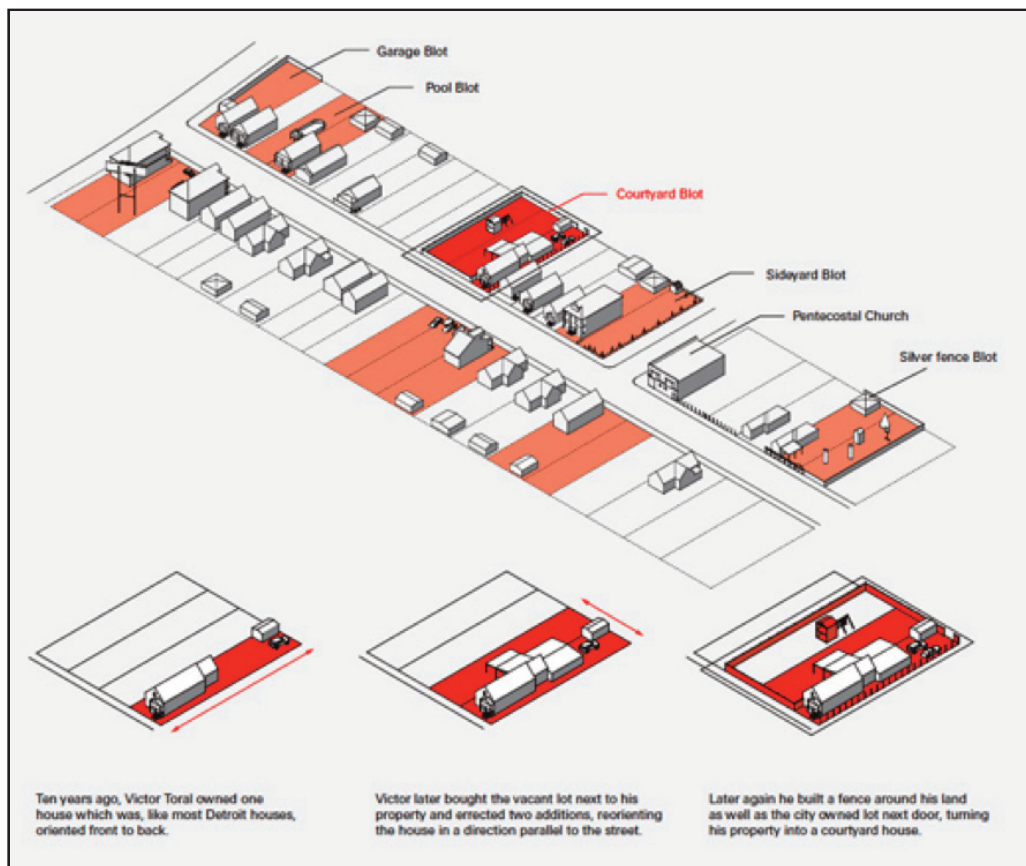 Garage Blot
Pool Blot
Courtyard Blot
Sideyard Blot
Pentecostal Church
Silver fence Blot
Ten years ago, Victor Toral owned one
house which was, like most Detroit houses,
oriented front to back.
Victor later bought the vacant lot next to his
property and errected two additions, reorienting
the house in a direction parallel to the street.
Later again he built a fence around his land
as well as the city owned lot next door, turning
his property into a courtyard house.